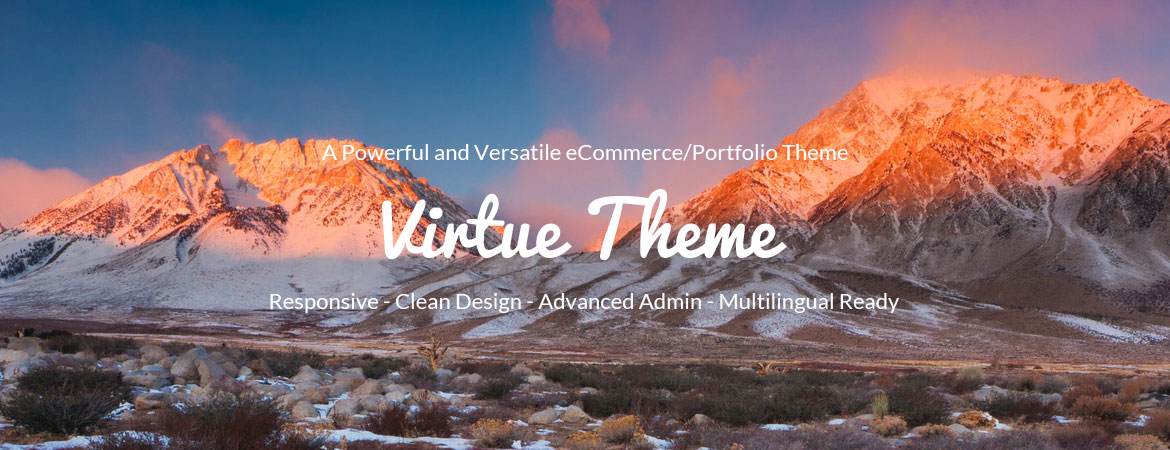 A Powerful and Versatile eCommerce/Portfolio Theme
Virtue Theme
Responsive - Clean Design - Advanced Admin - Multilingual Ready